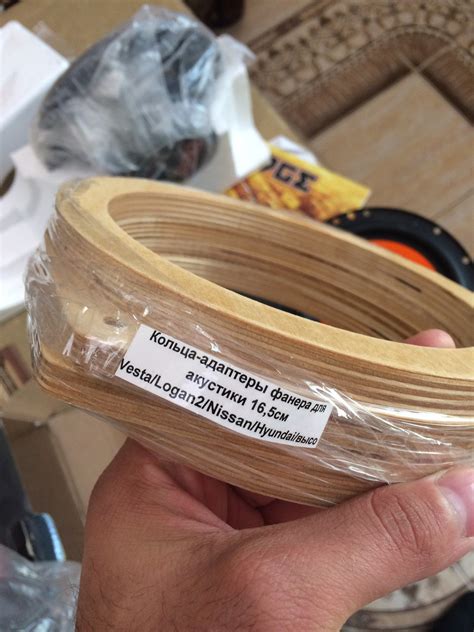 Кольца-адаптеры фанера для
акустики 16,5см
Vesta/Logan2/Nissan/Hyundai/высо